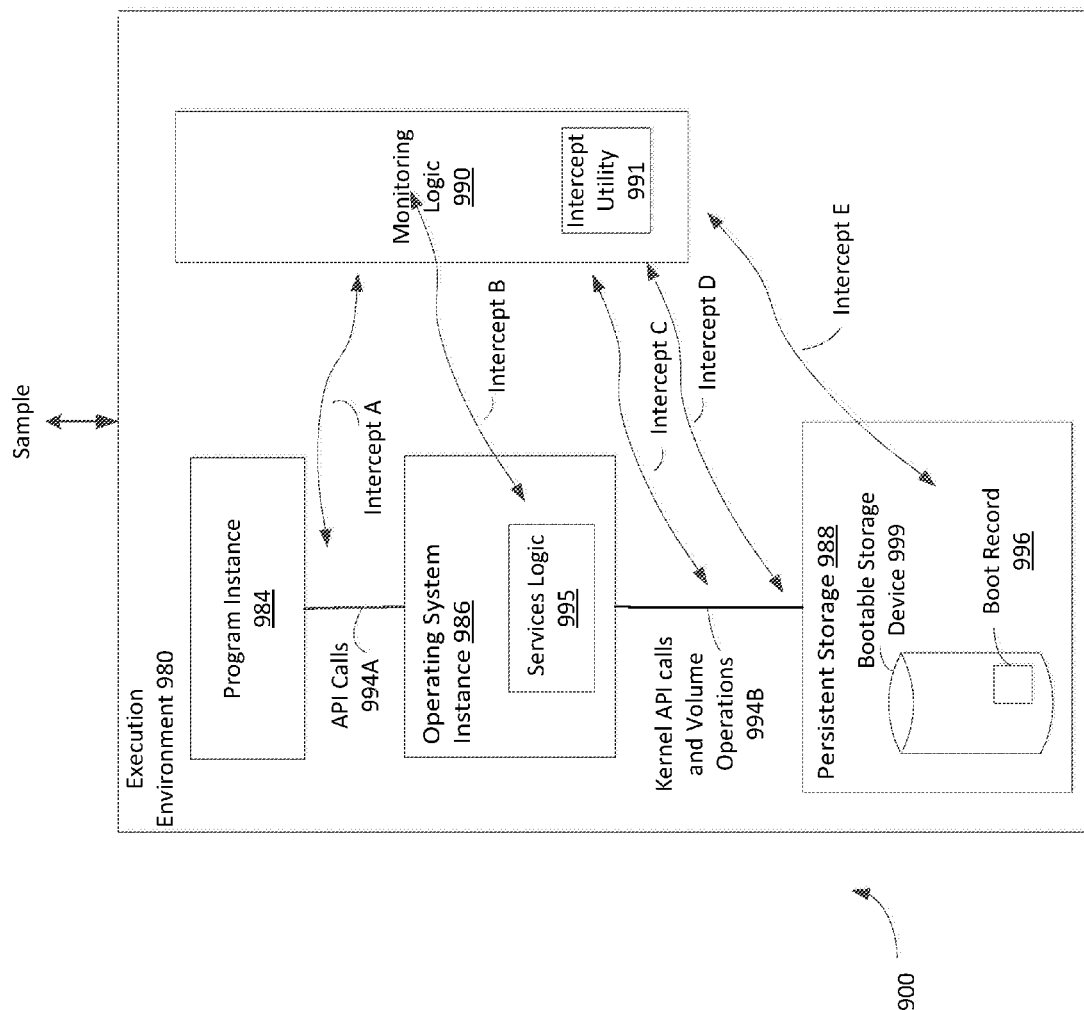 Sample
Execution
Environment 980
Program Instance
984
API Calls
994A
Intercept A
Monitoring
Logic
990
Operating System
Instance 986
Services Logic
995
Intercept B
Intercept
Utility
991
Kernel API calls
and Volume
Operations
994B
Intercept C
Intercept D
Persistent Storage 988
Bootable Storage
Device 999
Boot Record
996
Intercept E
900